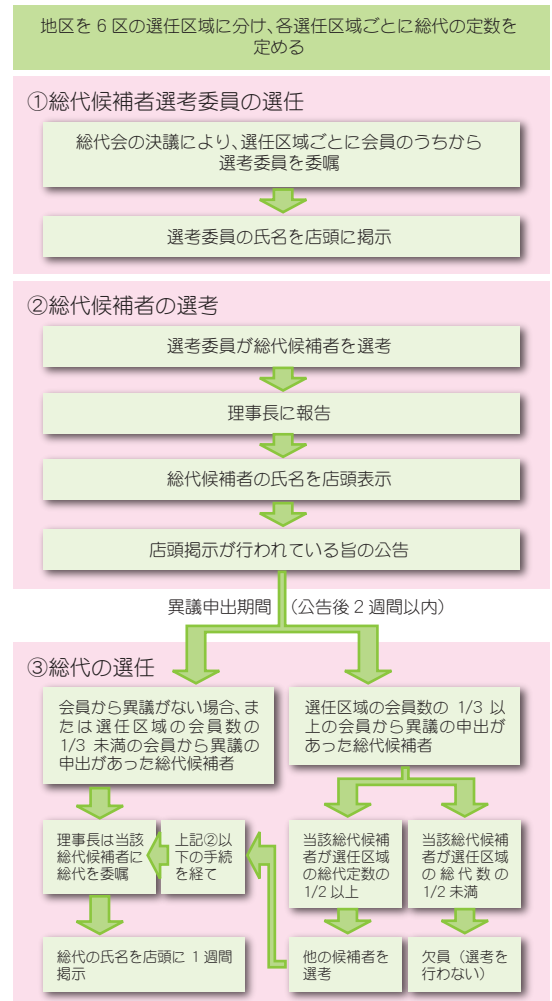 地区を6区の選任区域に分け、各選任区域ごとに総代の定数を
定める
①総代候補者選考委員の選任
総代会の決議により、選任区域ごとに会員のうちから
選考委員を委嘱
選考委員の氏名を店頭に掲示
②総代候補者の選考
選考委員が総代候補者を選考
理事長に報告
総代候補者の氏名を店頭表示
店頭掲示が行われている旨の公告
異議申出期間 (公告後2週間以内)
③総代の選任
会員から異議がない場合、ま
たは選任区域の会員数の
1/3 未満の会員から異議の
申出があった総代候補者
選任区域の会員数の 1/3 以
上の会員から異議の申出が
あった総代候補者
理事長は当該
総代候補者に
総代を委嘱
上記②以
下の手続
を経て
当該総代候補
者が選任区域
の総代定数の
1/2 以上
当該総代候補
者が選任区域
の総代数の
1/2 未満
総代の氏名を店頭に 1 週間
掲示
他の候補者を
選考
欠員(選考を
行わない)